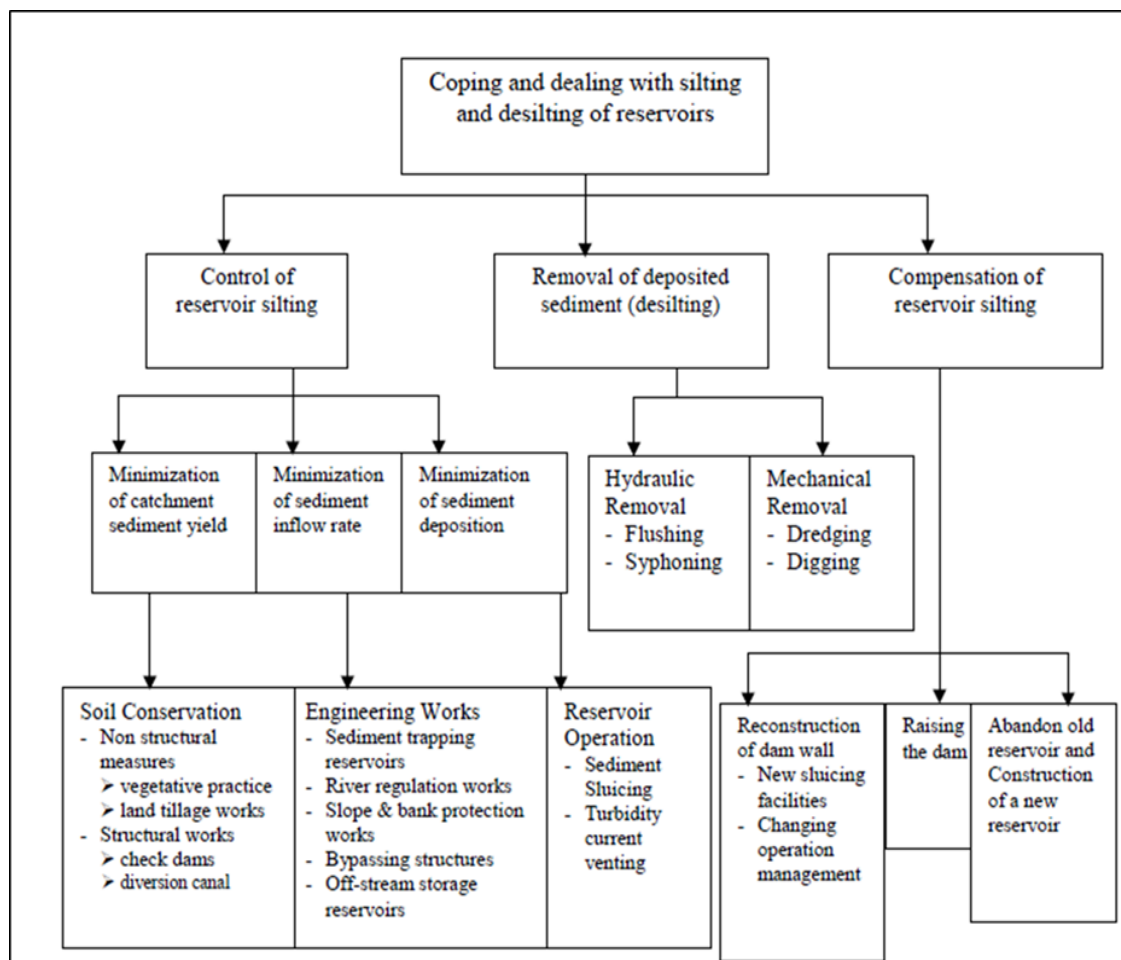 Coping and dealing with silting
and desilting of reservoirs
Control of
reservoir silting
Removal of deposited
sediment (desilting)
Compensation of
reservoir silting
Minimization
of catchment
sediment yield
Minimization
of sediment
inflow rate
Minimization
of sediment
deposition
Hydraulic
Removal
- Flushing
- Syphoning
Mechanical
Removal
- Dredging
- Digging
Soil Conservation
- Non structural
measures
➤ vegetative practice
➤ land tillage works
- Structural works
➤ check dams
➤ diversion canal
Engineering Works
- Sediment trapping
reservoirs
- River regulation works
- Slope & bank protection
works
- Bypassing structures
- Off-stream storage
reservoirs
Reservoir
Operation
- Sediment
Sluicing
- Turbidity
current
venting
Reconstruction
of dam wall
- New sluicing
facilities
- Changing
operation
management
Raising
the dam
Abandon old
reservoir and
Construction
of a new
reservoir